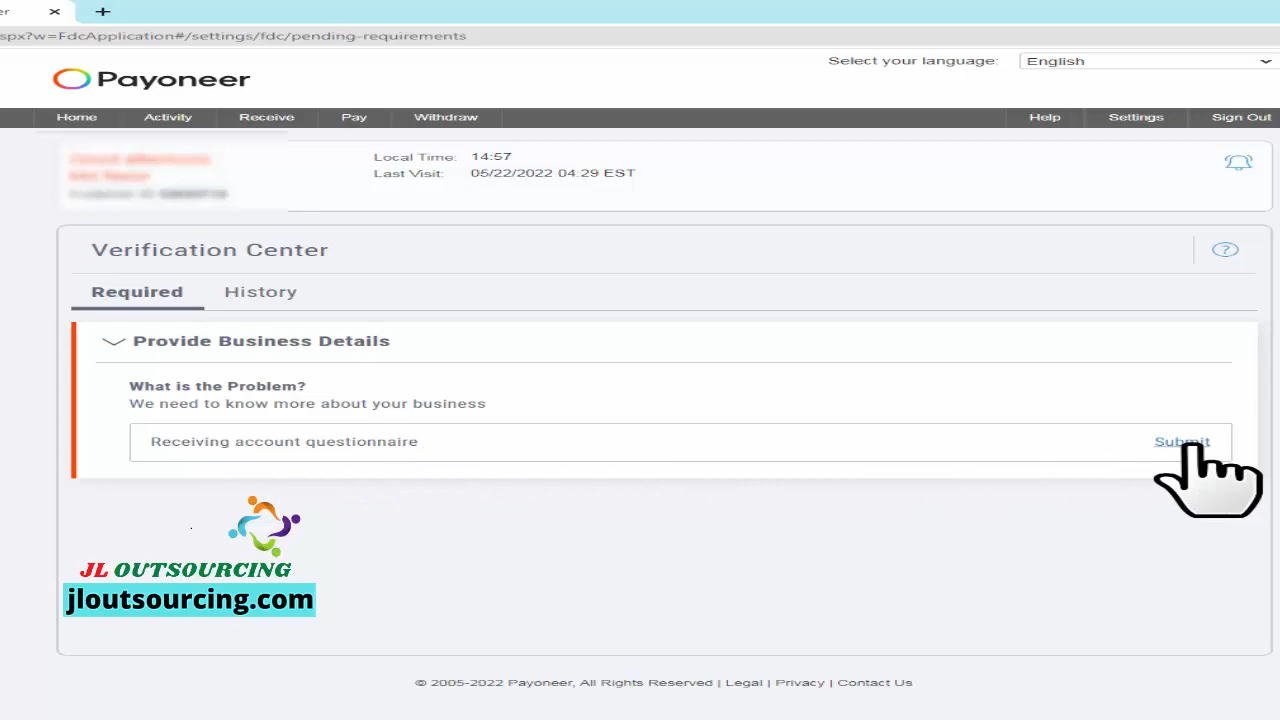 er
spx?w=FdcApplication#/settings/fdc/pending-requirements
Select your language: English
Payoneer
Home Activity Receive Pay Withdraw Help Settings Sign Out
Local Time: 14:57
Last Visit: 05/22/2022 04:29 EST
Verification Center
?
Required History
Provide Business Details
What is the Problem?
We need to know more about your business
Receiving account questionnaire Submit
JL OUTSOURCING
jloutsourcing.com
© 2005-2022 Payoneer, All Rights Reserved | Legal | Privacy | Contact Us